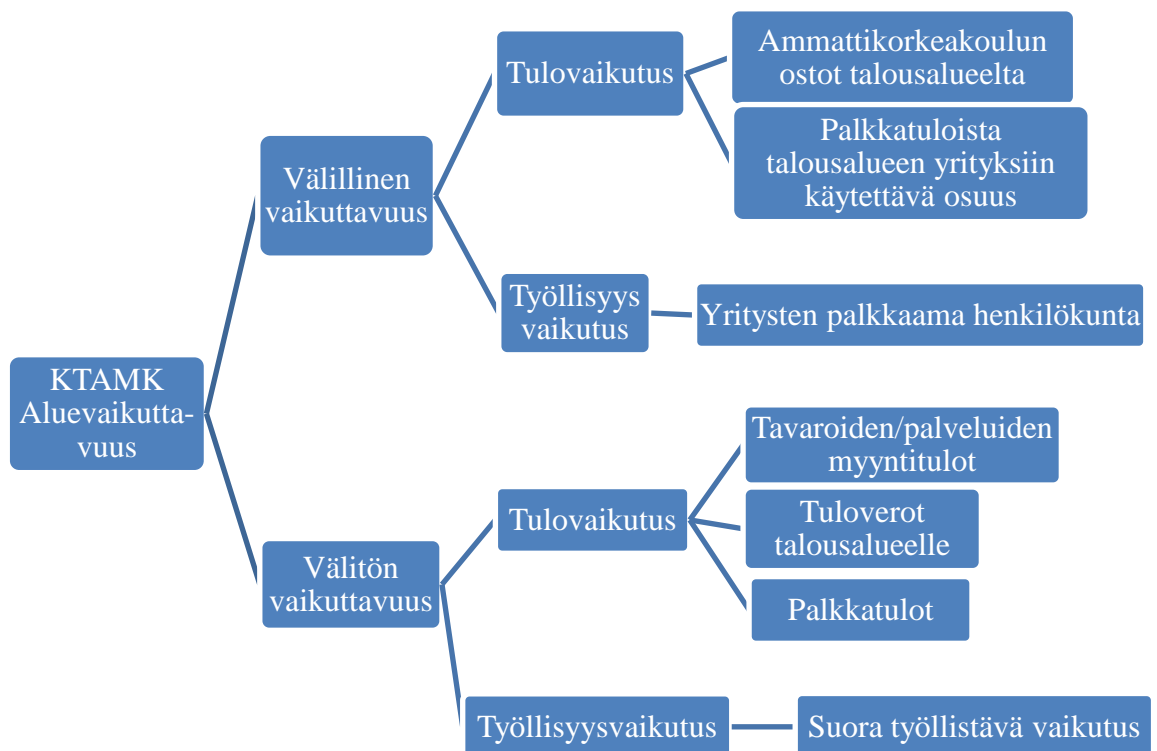 Ammattikorkeakoulun
ostot talousalueelta
Tulovaikutus
Palkkatuloista
talousalueen yrityksiin
käytettävä osuus
Välillinen
vaikuttavuus
Työllisyys
vaikutus
Yritysten palkkaama henkilökunta
KTAMK
Aluevaikutta-
vuus
Tavaroiden/palveluiden
myyntitulot
Tulovaikutus
Tuloverot
talousalueelle
Välitön
vaikuttavuus
Palkkatulot
Työllisyysvaikutus
Suora työllistävä vaikutus